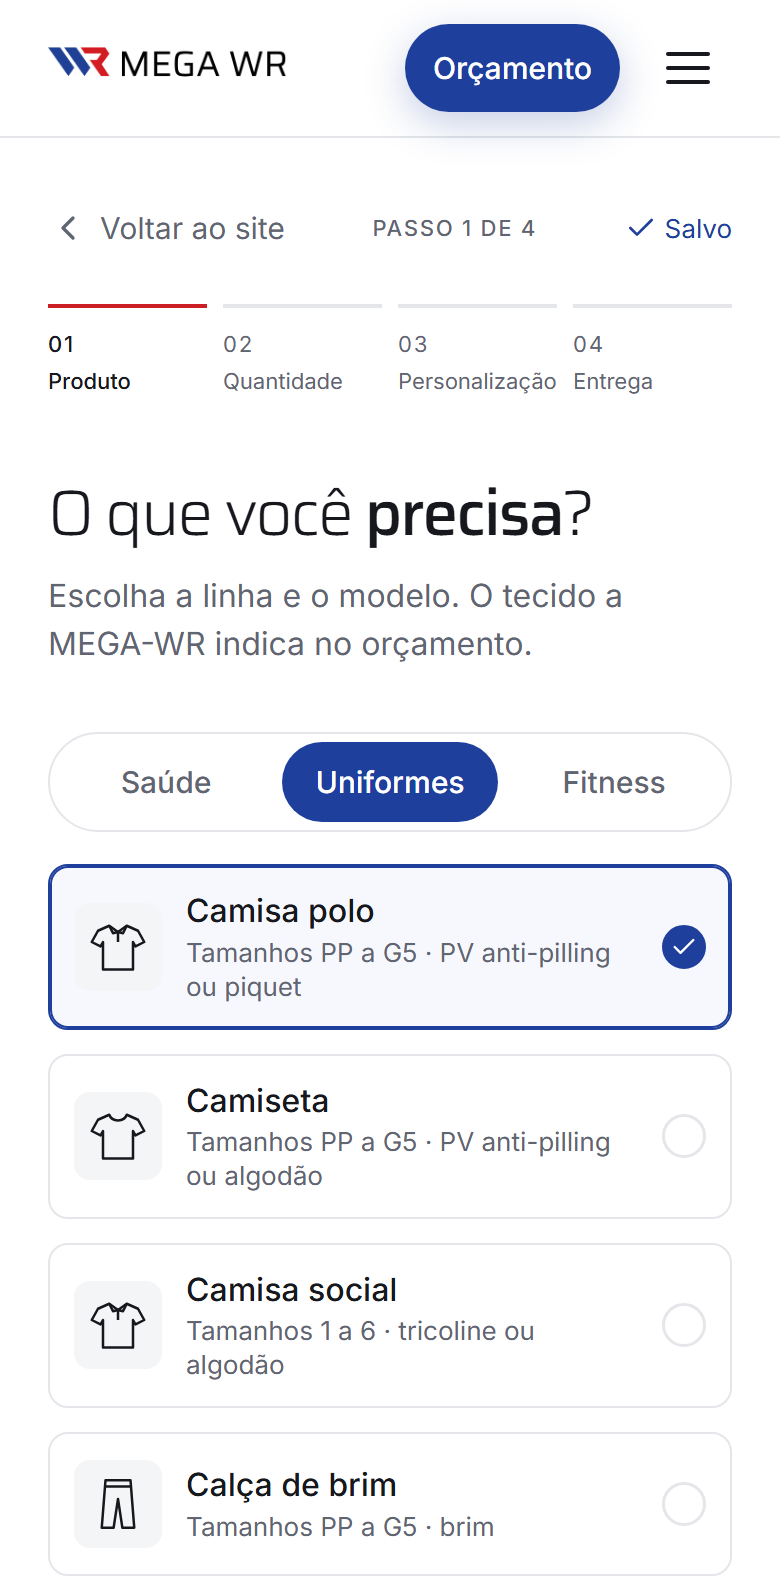 MEGA WR
Orçamento
Voltar ao site
PASSO 1 DE 4
Salvo
01
Produto
02
Quantidade
03
Personalização
04
Entrega
O que você precisa?
Escolha a linha e o modelo. O tecido a
MEGA-WR indica no orçamento.
Saúde
Uniformes
Fitness
Camisa polo
Tamanhos PP a G5 · PV anti-pilling
ou piquet
Camiseta
Tamanhos PP a G5 · PV anti-pilling
ou algodão
Camisa social
Tamanhos 1 a 6 · tricoline ou
algodão
Calça de brim
Tamanhos PP a G5 · brim